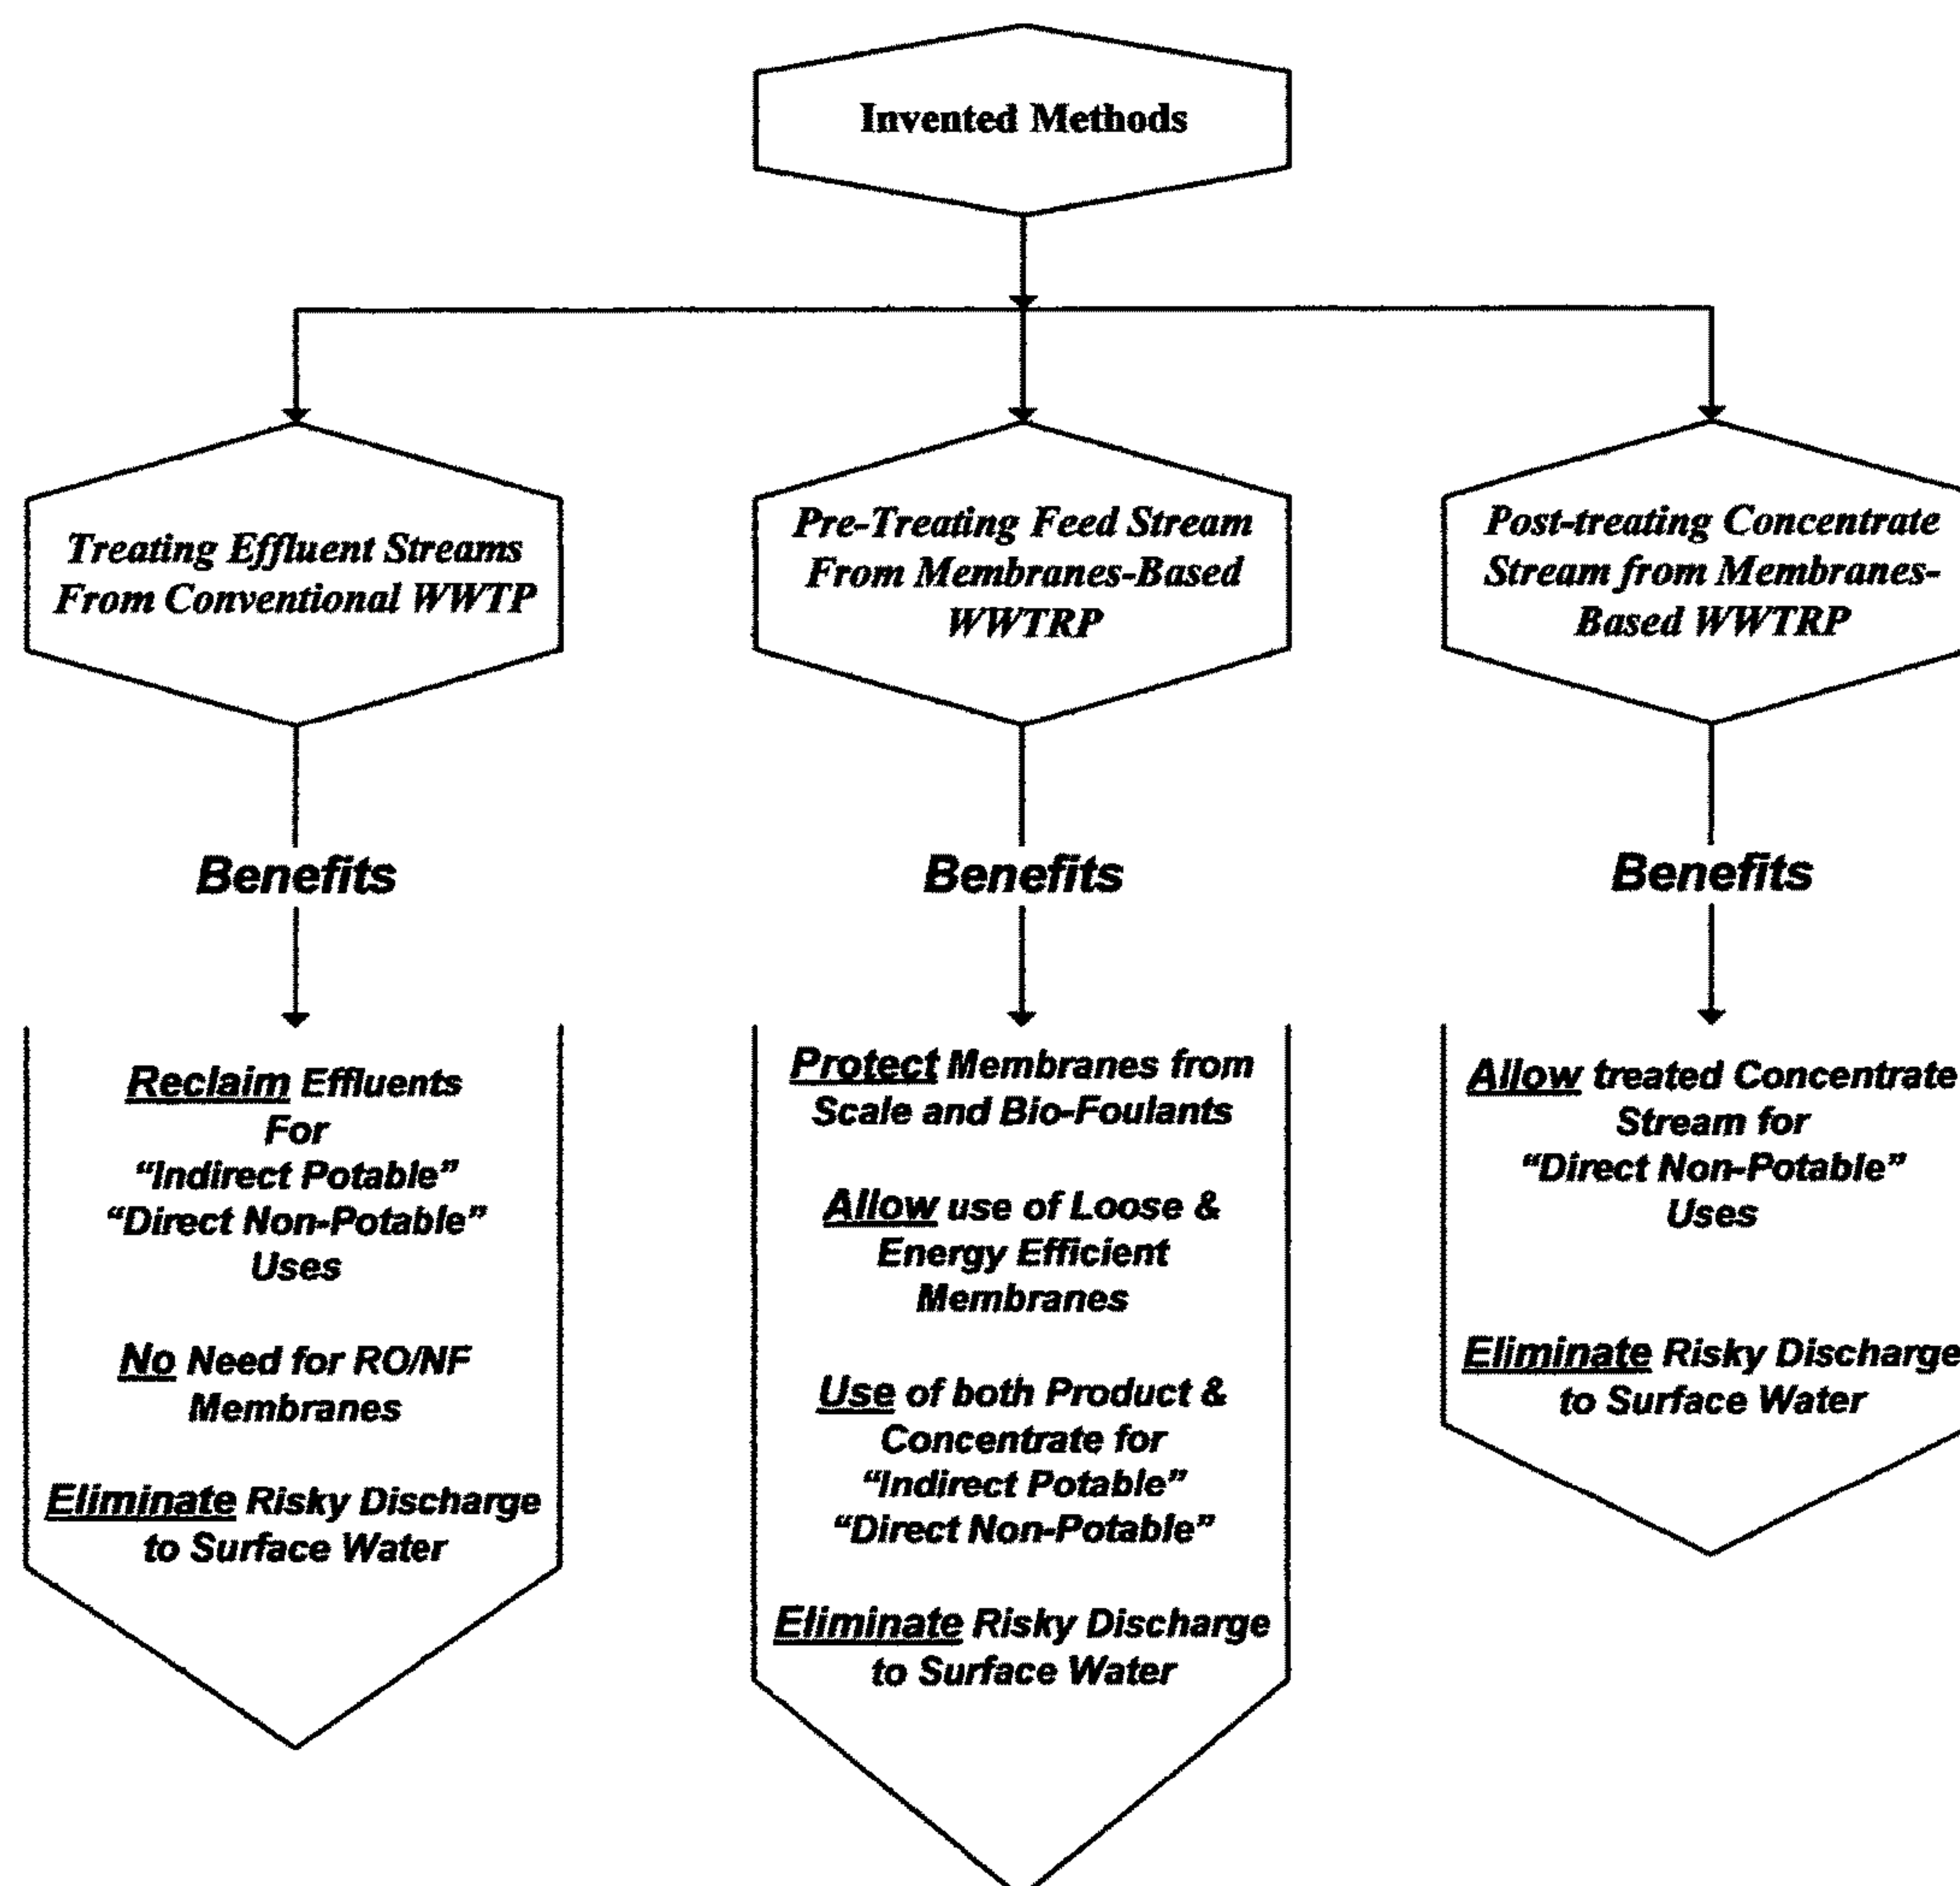 Invented Methods
Treating Effluent Streams
From Conventional WWTP
Pre-Treating Feed Stream
From Membranes-Based
WWTRP
Post-treating Concentrate
Stream from Membranes-
Based WWTRP
Benefits
Benefits
Benefits
Reclaim Effluents
For
“Indirect Potable”
“Direct Non-Potable”
Uses
No Need for RO/NF
Membranes
Eliminate Risky Discharge
to Surface Water
Protect Membranes from
Scale and Bio-Foulants
Allow use of Loose &
Energy Efficient
Membranes
Use of both Product &
Concentrate for
“Indirect Potable”
“Direct Non-Potable”
Eliminate Risky Discharge
to Surface Water
Allow treated Concentrate
Stream for
“Direct Non-Potable”
Uses
Eliminate Risky Discharge
to Surface Water